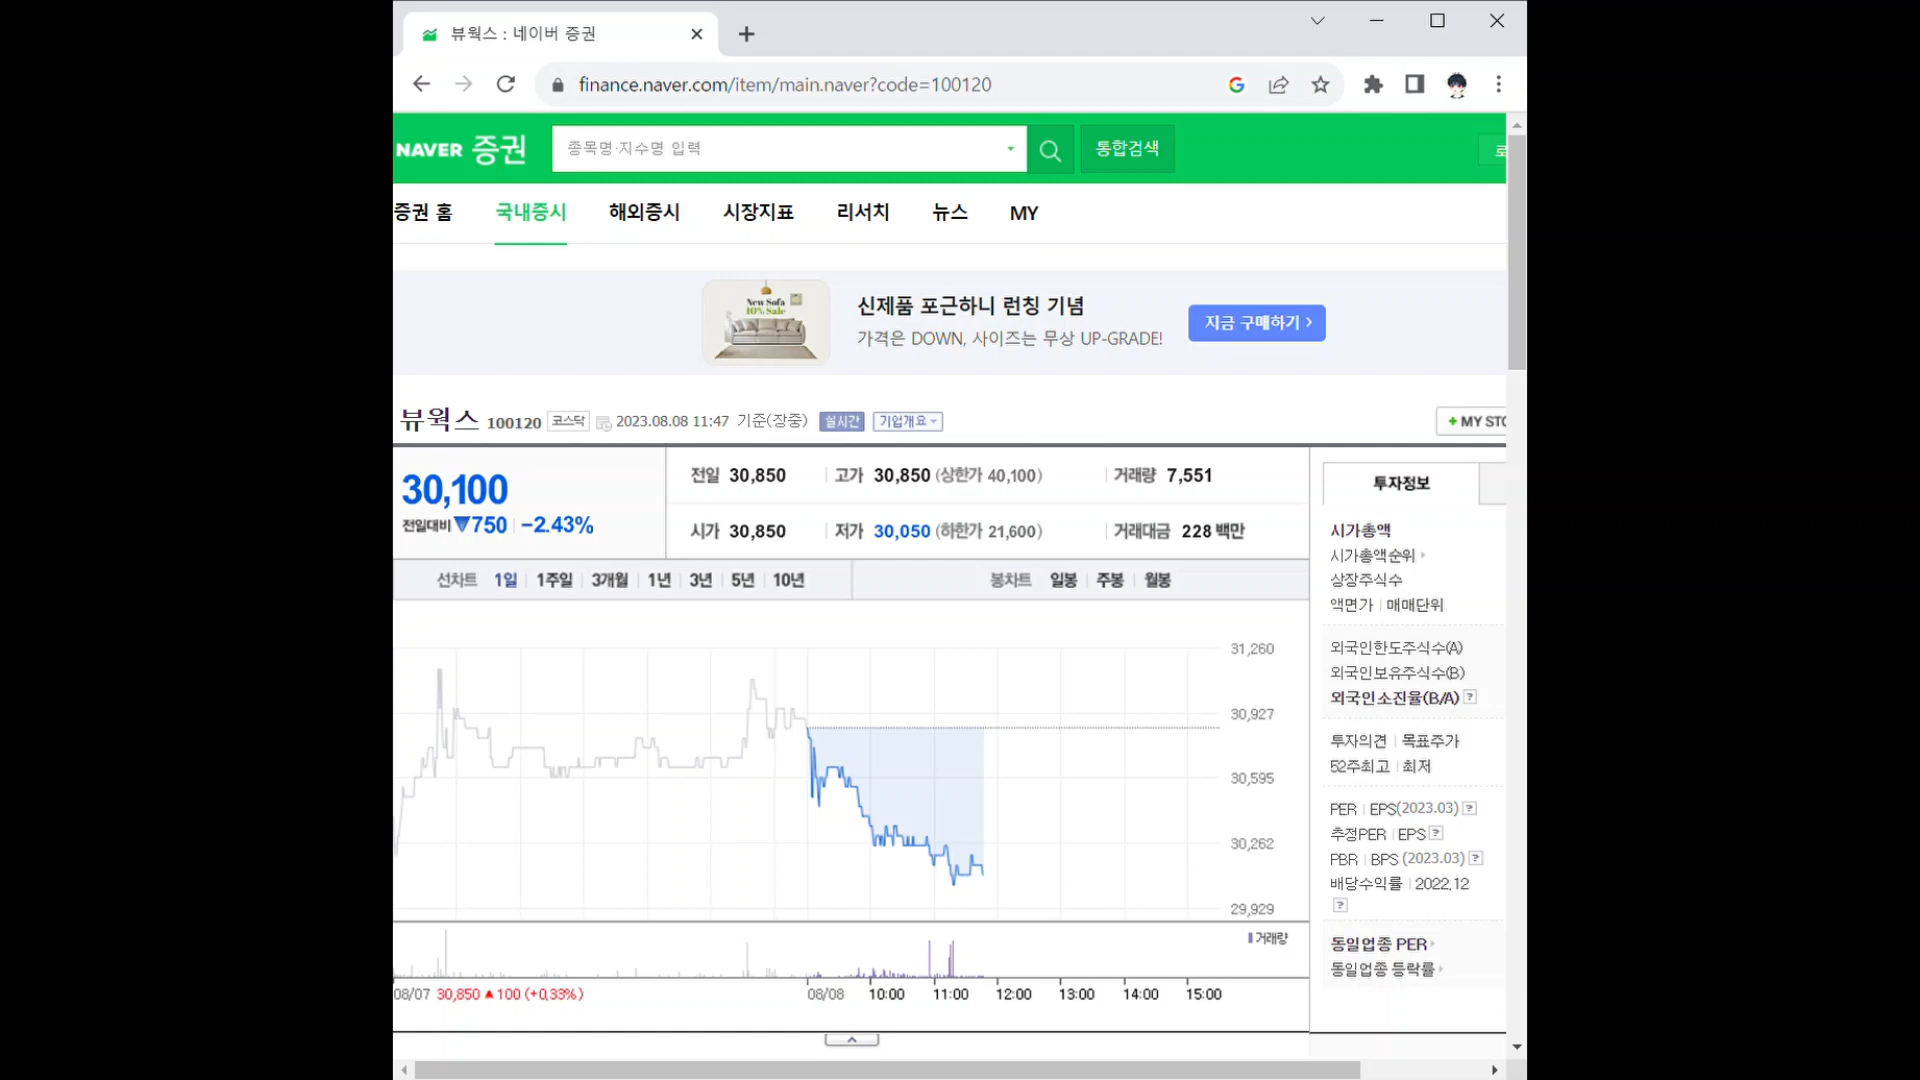 뷰웍스 : 네이버 증권
finance.naver.com/item/main.naver?code=100120
NAVER 증권
종목명·지수명 입력
통합검색
증권 홈 국내증시 해외증시 시장지표 리서치 뉴스 MY
New Sofa
10% Sale
신제품 포근하니 런칭 기념
가격은 DOWN, 사이즈는 무상 UP-GRADE!
지금 구매하기
뷰웍스 100120 코스닥 2023.08.08 11:47 기준(장중) 실시간 기업개요
+ MY STO
30,100
전일대비 ▼750 -2.43%
전일 30,850 고가 30,850 (상한가 40,100) 거래량 7,551
시가 30,850 저가 30,050 (하한가 21,600) 거래대금 228 백만
선차트 1일 1주일 3개월 1년 3년 5년 10년 봉차트 일봉 주봉 월봉
31,260
30,927
30,595
30,262
29,929
거래량
08/07 30,850 ▲100 (+0.33%) 08/08 10:00 11:00 12:00 13:00 14:00 15:00
투자정보
시가총액
시가총액순위
상장주식수
액면가 | 매매단위
외국인한도주식수(A)
외국인보유주식수(B)
외국인소진율(B/A) ?
투자의견 | 목표주가
52주최고 | 최저
PER | EPS(2023.03) ?
추정PER | EPS ?
PBR | BPS (2023.03) ?
배당수익률 | 2022.12
?
동일업종 PER
동일업종 등락률